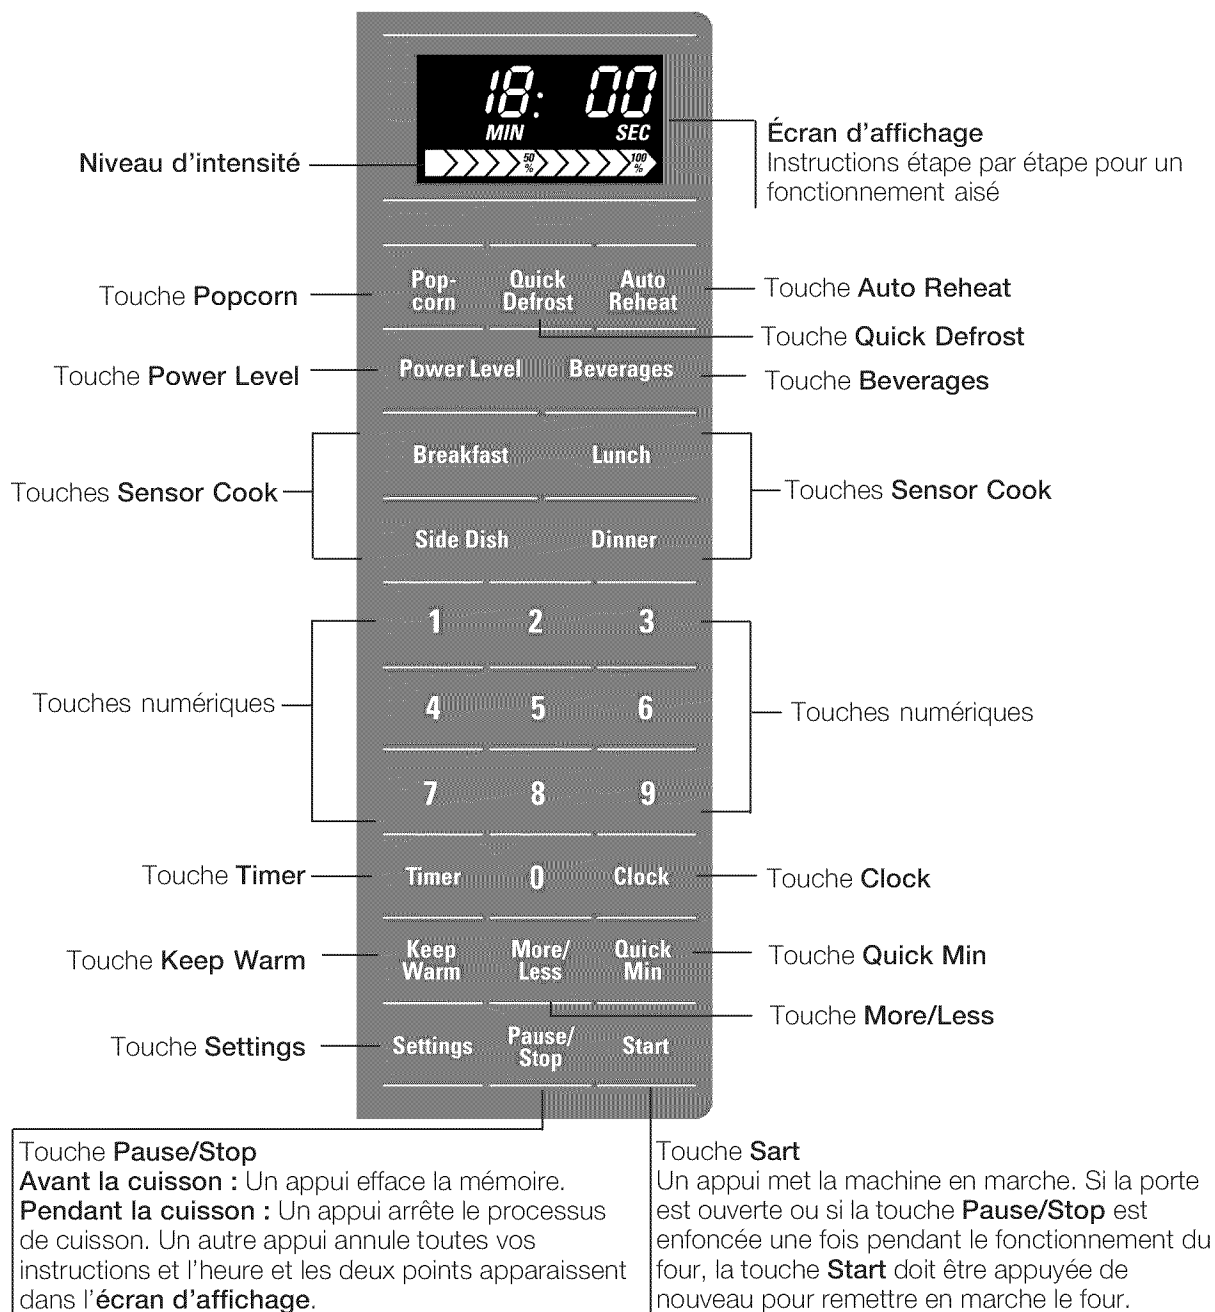 18: 00
MIN SEC
50 % 100 %
Niveau d'intensité
Écran d'affichage
Instructions étape par étape pour un
fonctionnement aisé
Touche Popcorn
Pop-
corn
Quick
Defrost
Auto
Reheat
Touche Auto Reheat
Touche Quick Defrost
Touche Power Level
Power Level
Beverages
Touche Beverages
Touches Sensor Cook
Breakfast
Lunch
Touches Sensor Cook
Side Dish
Dinner
1 2 3
Touches numériques
4 5 6
Touches numériques
7 8 9
Touche Timer
Timer
0
Clock
Touche Clock
Touche Keep Warm
Keep
Warm
More/
Less
Quick
Min
Touche Quick Min
Touche More/Less
Touche Settings
Settings
Pause/
Stop
Start
Touche Pause/Stop
Avant la cuisson : Un appui efface la mémoire.
Pendant la cuisson : Un appui arrête le processus
de cuisson. Un autre appui annule toutes vos
instructions et l'heure et les deux points apparaissent
dans l'écran d'affichage.
Touche Sart
Un appui met la machine en marche. Si la porte
est ouverte ou si la touche Pause/Stop est
enfoncée une fois pendant le fonctionnement du
four, la touche Start doit être appuyée de
nouveau pour remettre en marche le four.